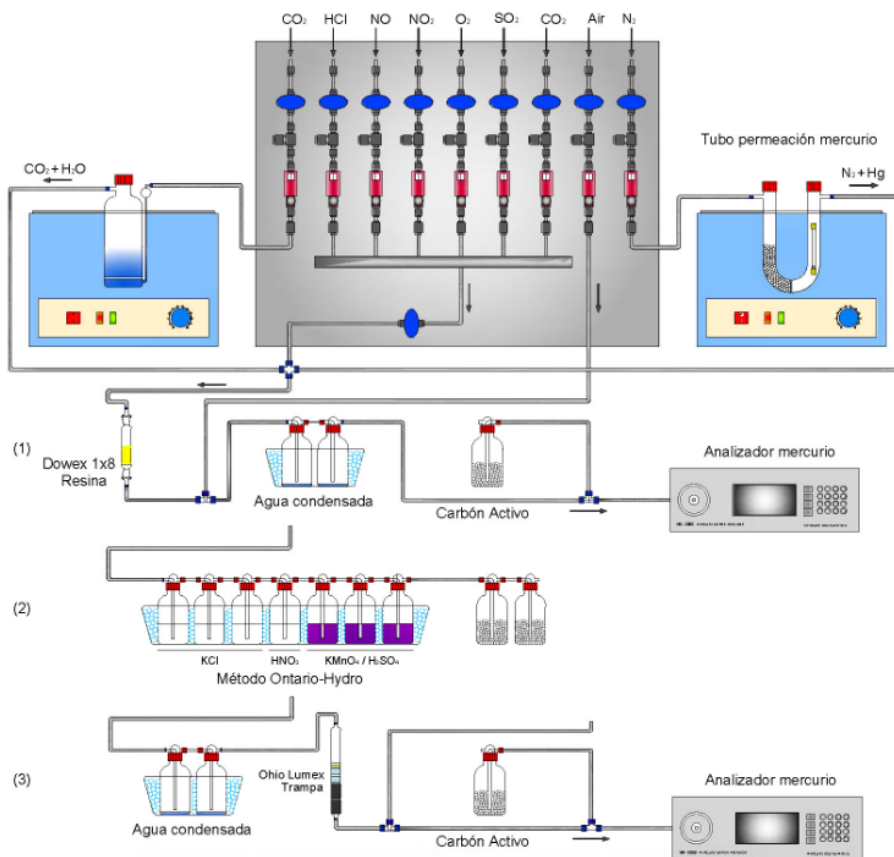 CO₂ HCl NO NO₂ O₂ SO₂ CO₂ Air N₂
Tubo permeación mercurio
CO₂+H₂O
N₂+Hg
(1)
Dowex 1x8
Resina
Agua condensada
Carbón Activo
Analizador mercurio
(2)
KCl
HNO₃
KMnO₄ / H₂SO₄
Método Ontario-Hydro
(3)
Agua condensada
Ohio Lumex
Trampa
Carbón Activo
Analizador mercurio